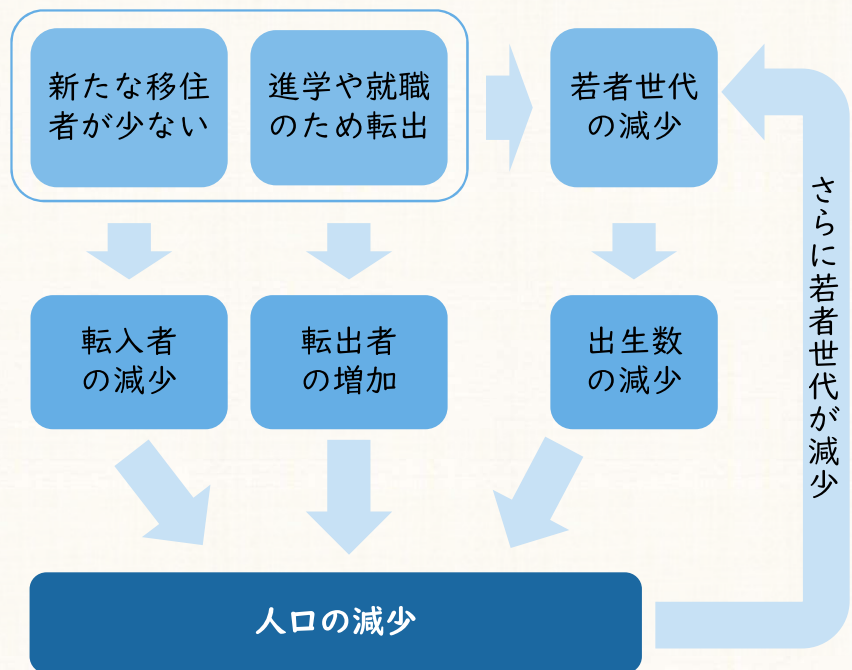 新たな移住
者が少ない
進学や就職
のため転出
若者世代
の減少
転入者
の減少
転出者
の増加
出生数
の減少
さらに若者世代が減少
人口の減少